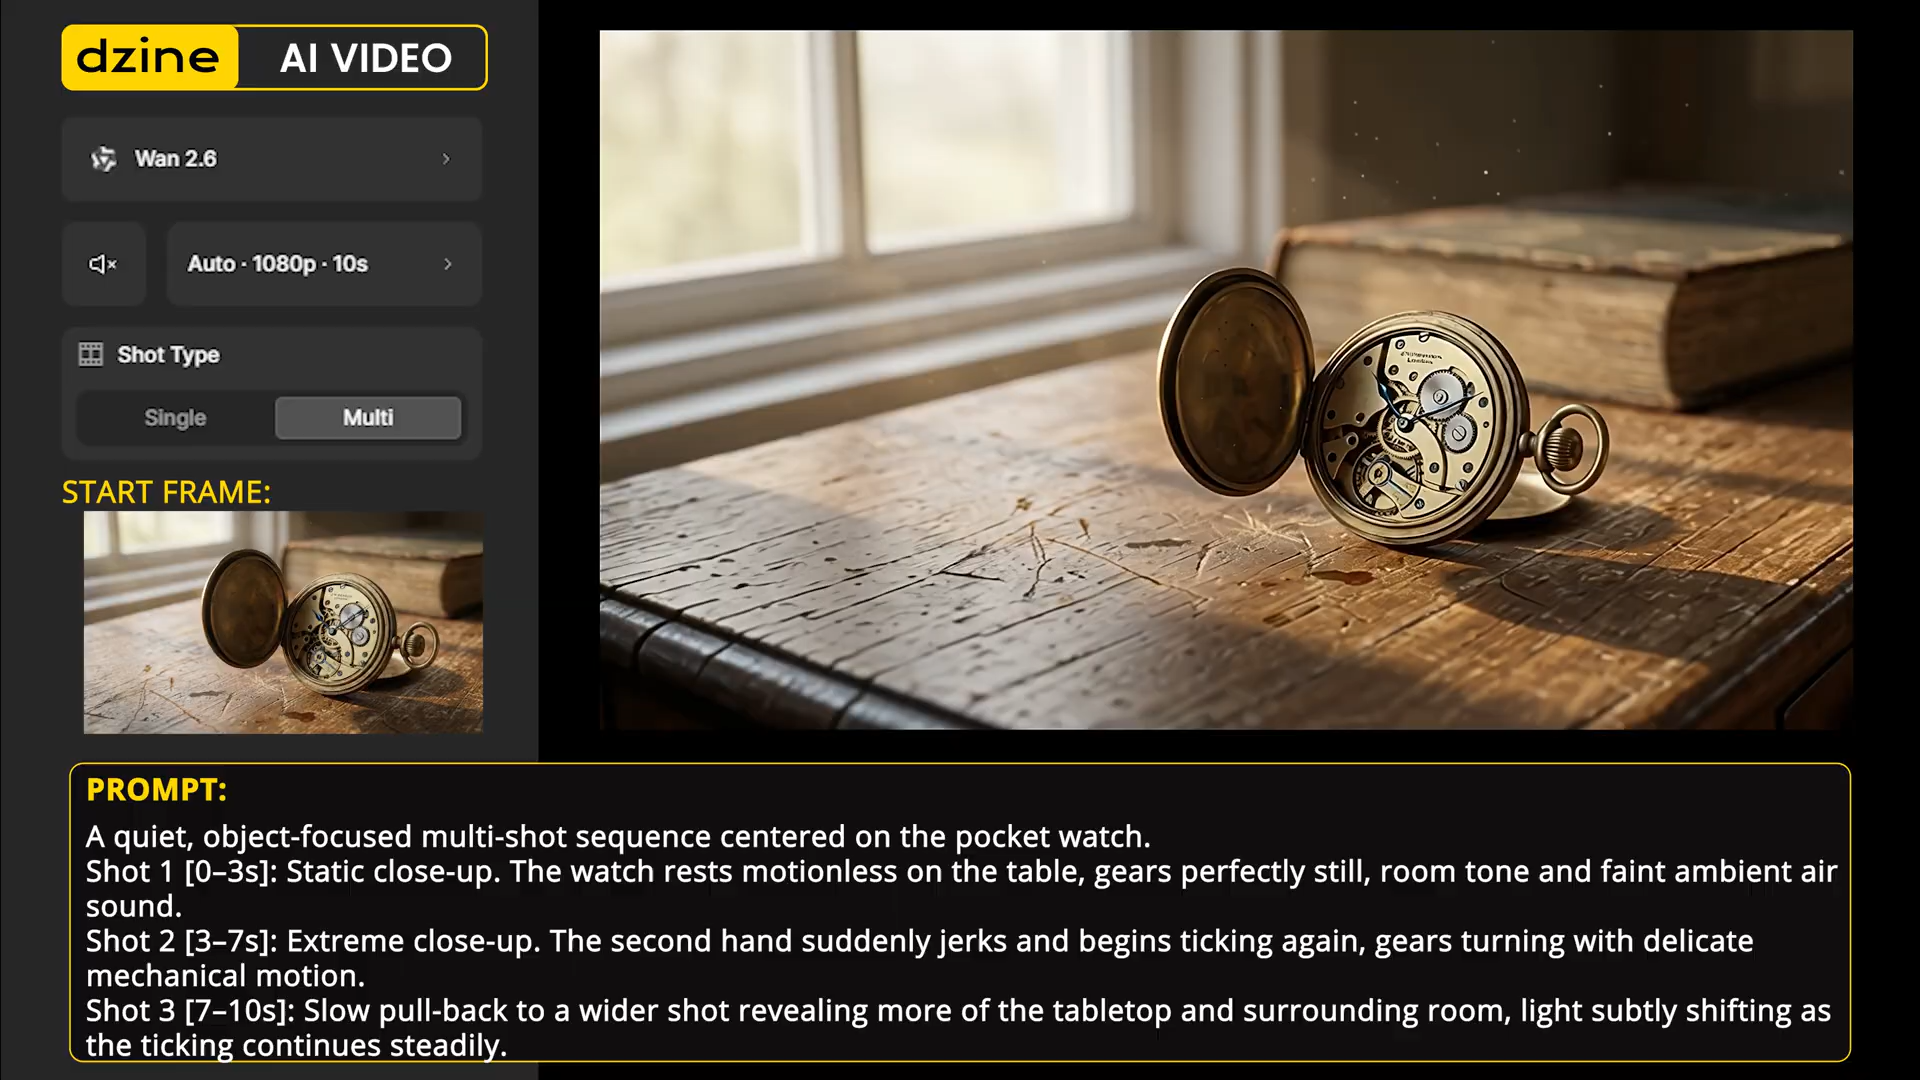 dzine AI VIDEO
Wan 2.6
Auto · 1080p · 10s
Shot Type
Single Multi
START FRAME:
PROMPT:
A quiet, object-focused multi-shot sequence centered on the pocket watch.
Shot 1 [0–3s]: Static close-up. The watch rests motionless on the table, gears perfectly still, room tone and faint ambient air
sound.
Shot 2 [3–7s]: Extreme close-up. The second hand suddenly jerks and begins ticking again, gears turning with delicate
mechanical motion.
Shot 3 [7–10s]: Slow pull-back to a wider shot revealing more of the tabletop and surrounding room, light subtly shifting as
the ticking continues steadily.